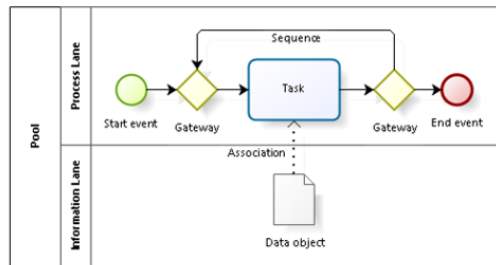 Pool
Process Lane
Sequence
Task
Start event
Gateway
Gateway
End event
Information Lane
Association
Data object